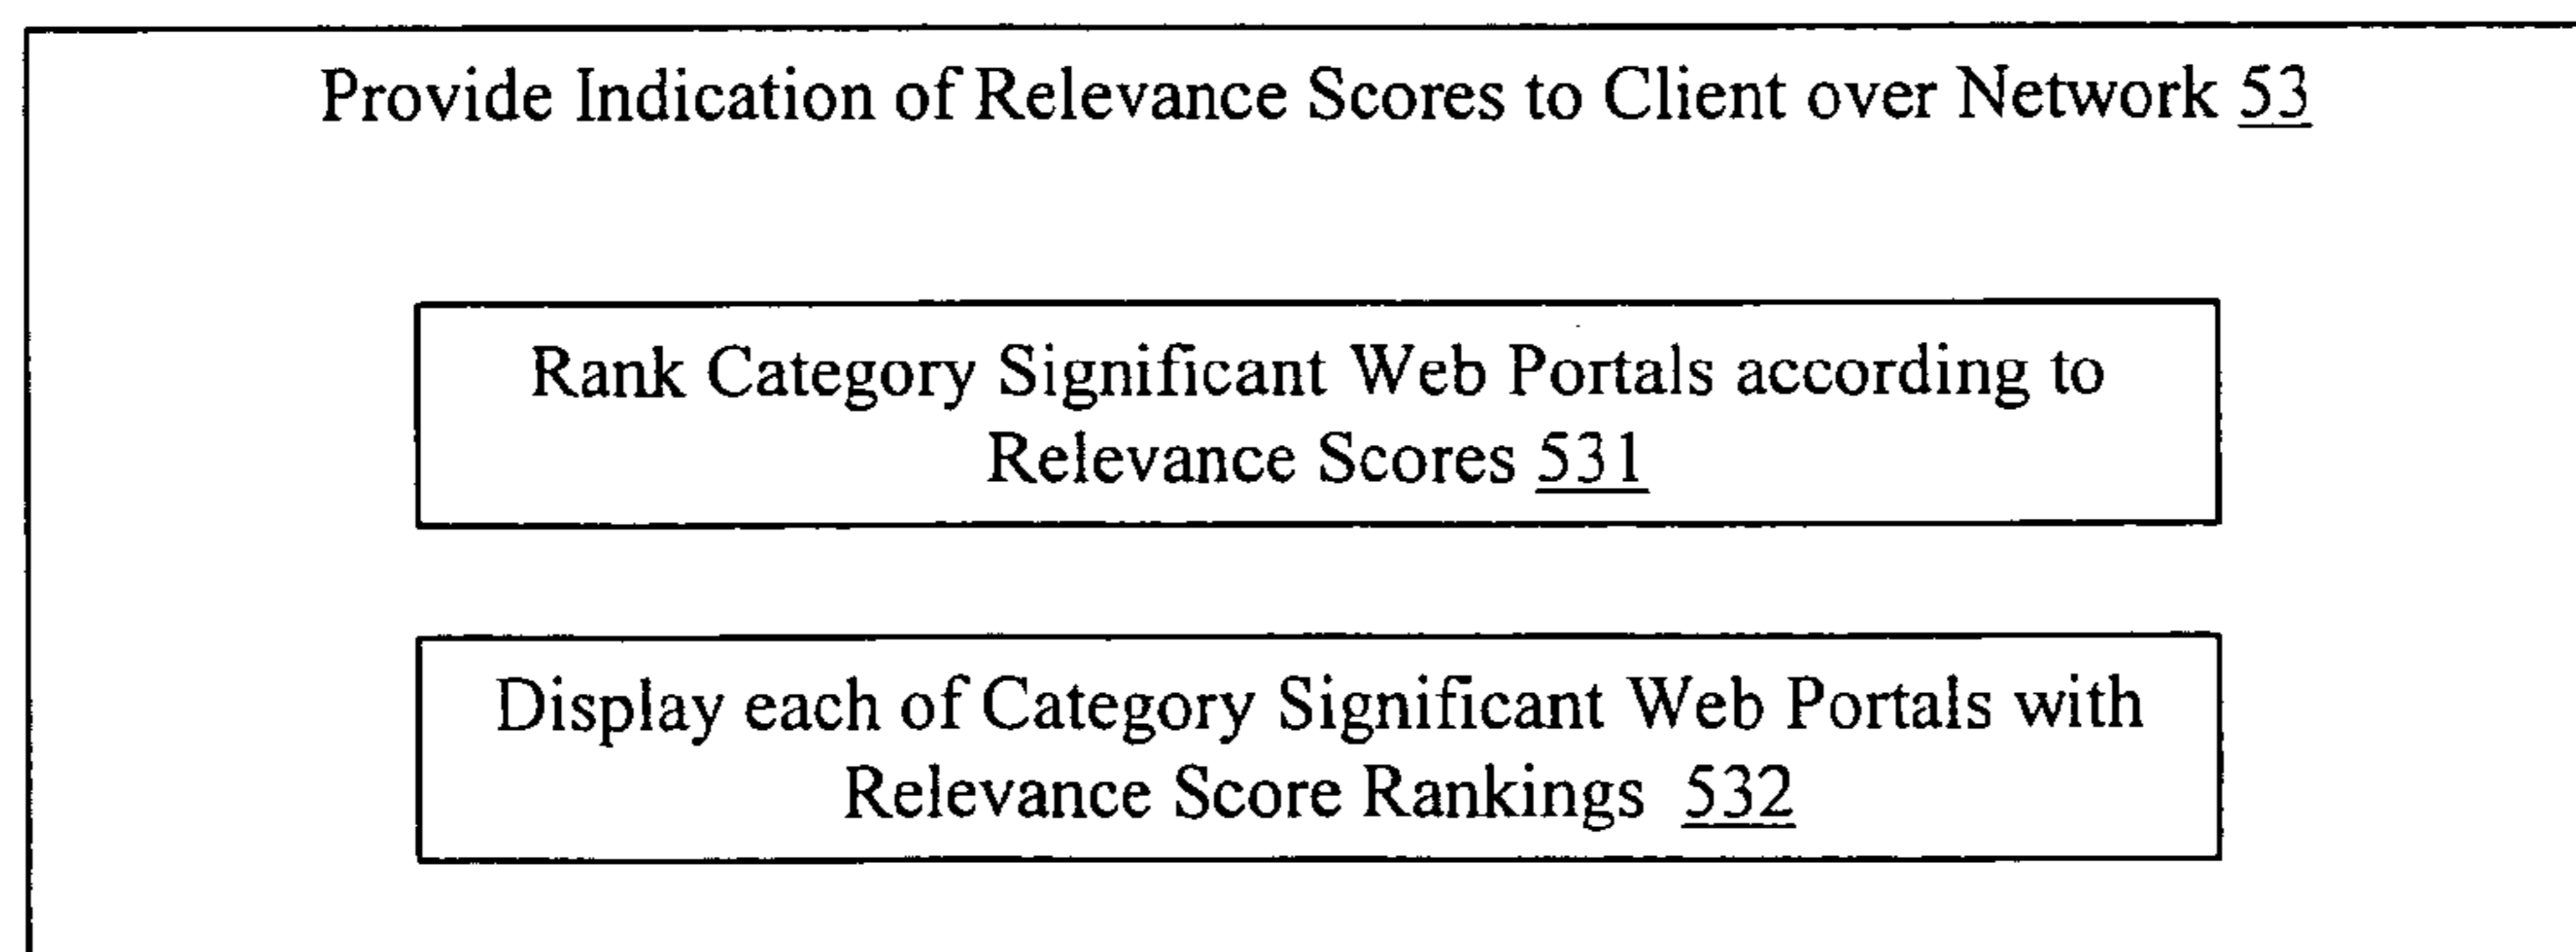 Provide Indication of Relevance Scores to Client over Network 53
Rank Category Significant Web Portals according to
Relevance Scores 531
Display each of Category Significant Web Portals with
Relevance Score Rankings 532